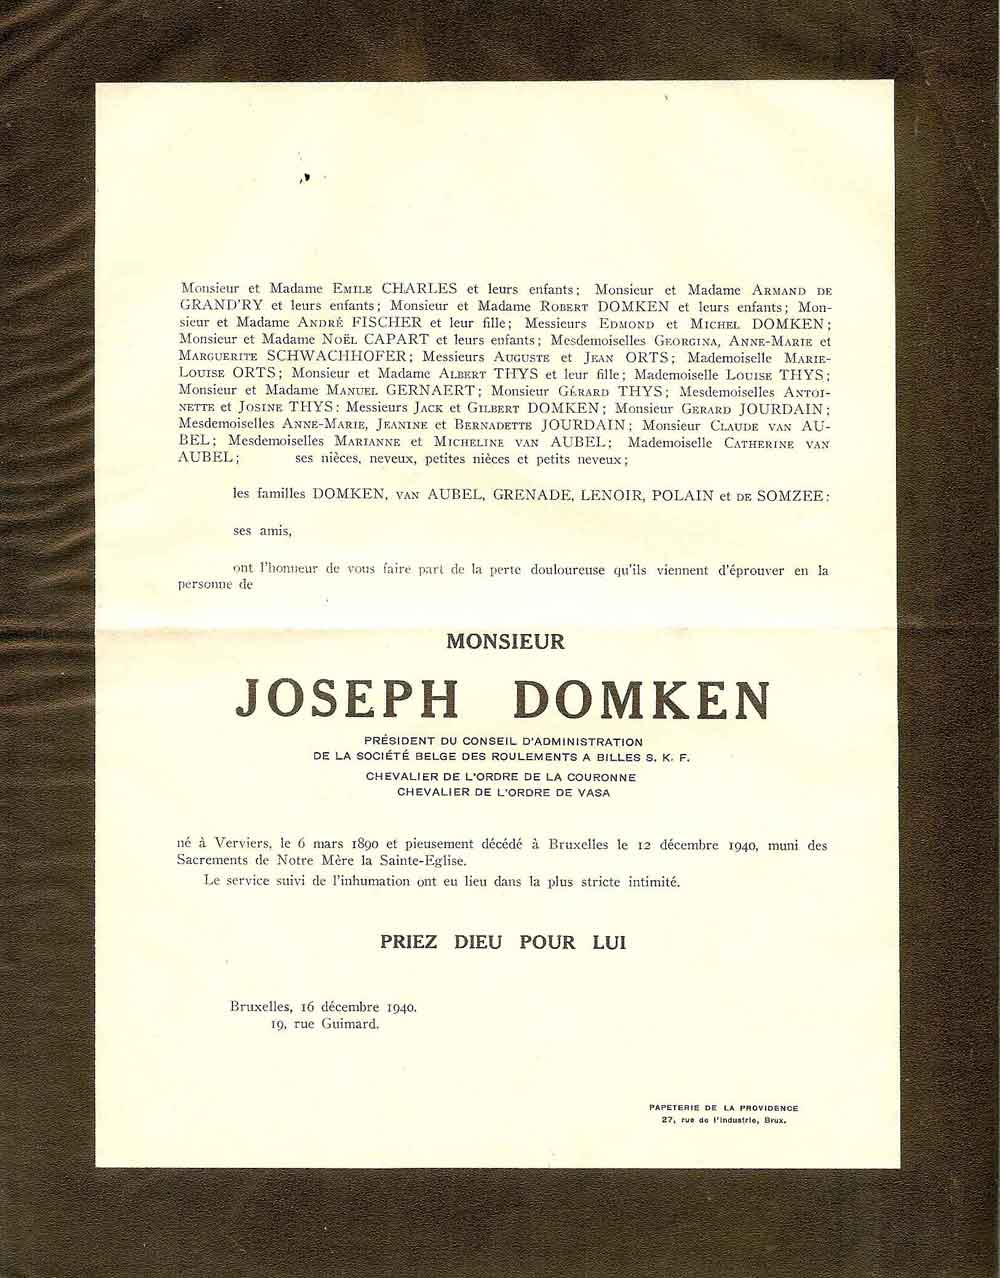 Monsieur et Madame EMILE CHARLES et leurs enfants; Monsieur et Madame ARMAND DE
GRAND'RY et leurs enfants; Monsieur et Madame ROBERT DOMKEN et leurs enfants; Mon-
sieur et Madame ANDRÉ FISCHER et leur fille; Messieurs EDMOND et MICHEL DOMKEN;
Monsieur et Madame NOËL CAPART et leurs enfants; Mesdemoiselles GEORGINA, ANNE-MARIE et
MARGUERITE SCHWACHHOFER; Messieurs AUGUSTE et JEAN ORTS; Mademoiselle MARIE-
LOUISE ORTS; Monsieur et Madame ALBERT THYS et leur fille; Mademoiselle LOUISE THYS;
Monsieur et Madame MANUEL GERNAERT; Monsieur GÉRARD THYS; Mesdemoiselles ANTOI-
NETTE et JOSINE THYS: Messieurs JACK et GILBERT DOMKEN; Monsieur GERARD JOURDAIN;
Mesdemoiselles ANNE-MARIE, JEANINE et BERNADETTE JOURDAIN; Monsieur CLAUDE VAN AU-
BEL; Mesdemoiselles MARIANNE et MICHELINE VAN AUBEL; Mademoiselle CATHERINE VAN
AUBEL; ses nièces, neveux, petites nièces et petits neveux;
les familles DOMKEN, VAN AUBEL, GRENADE, LENOIR, POLAIN et DE SOMZEE:
ses amis,
ont l'honneur de vous faire part de la perte douloureuse qu'ils viennent d'éprouver en la
personne de
MONSIEUR
JOSEPH DOMKEN
PRÉSIDENT DU CONSEIL D'ADMINISTRATION
DE LA SOCIÉTÉ BELGE DES ROULEMENTS A BILLES S. K. F.
CHEVALIER DE L'ORDRE DE LA COURONNE
CHEVALIER DE L'ORDRE DE VASA
né à Verviers, le 6 mars 1890 et pieusement décédé à Bruxelles le 12 décembre 1940, muni des
Sacrements de Notre Mère la Sainte-Eglise.
Le service suivi de l'inhumation ont eu lieu dans la plus stricte intimité.
PRIEZ DIEU POUR LUI
Bruxelles, 16 décembre 1940.
19, rue Guimard.
PAPETERIE DE LA PROVIDENCE
27, rue de l'Industrie, Brux.